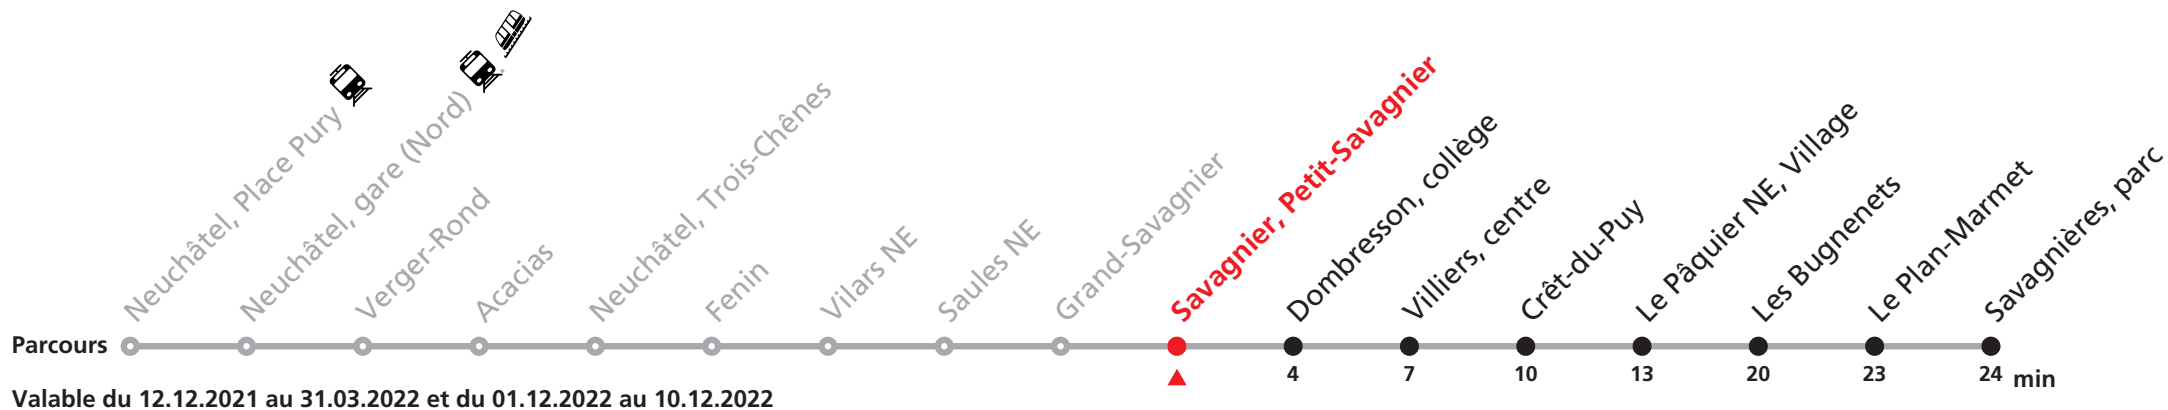 Neuchâtel, Place Pury
Neuchâtel, gare (Nord)
Verger-Rond
Acacias
Neuchâtel, Trois-Chênes
Fenin
Vilars NE
Saules NE
Grand-Savagnier
Savagnier, Petit-Savagnier
Dombresson, collège
Villiers, centre
Crêt-du-Puy
Le Pâquier NE, Village
Les Bugnenets
Le Plan-Marmet
Savagnières, parc
Parcours
4 7 10 13 20 23 24 min
Valable du 12.12.2021 au 31.03.2022 et du 01.12.2022 au 10.12.2022